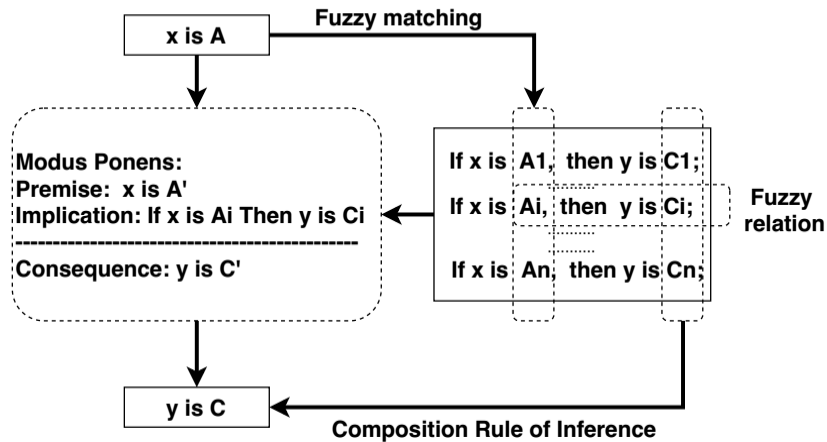 Fuzzy matching
x is A
Modus Ponens:
Premise: x is A'
Implication: If x is Ai Then y is Ci
------------------------------------------------
Consequence: y is C'
If x is A1, then y is C1;
..........
If x is Ai, then y is Ci;
..........
..........
If x is An, then y is Cn;
Fuzzy
relation
y is C
Composition Rule of Inference